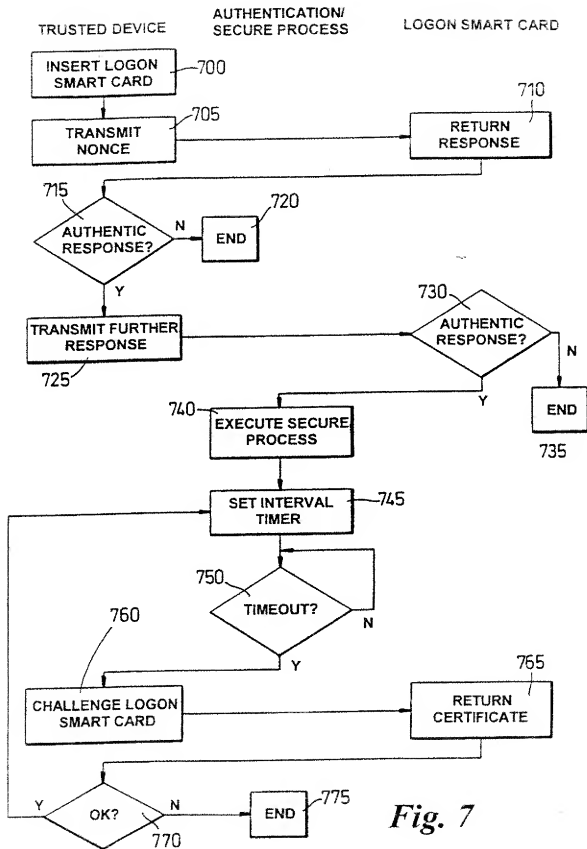 TRUSTED DEVICE
AUTHENTICATION/
SECURE PROCESS
LOGON SMART CARD
INSERT LOGON
SMART CARD
700
705
TRANSMIT
NONCE
710
RETURN
RESPONSE
715
AUTHENTIC
RESPONSE?
N
720
END
Y
TRANSMIT FURTHER
RESPONSE
725
730
AUTHENTIC
RESPONSE?
N
Y
END
735
740
EXECUTE SECURE
PROCESS
SET INTERVAL
TIMER
745
750
TIMEOUT?
N
Y
760
CHALLENGE LOGON
SMART CARD
765
RETURN
CERTIFICATE
Y
OK?
N
770
END
775
Fig. 7